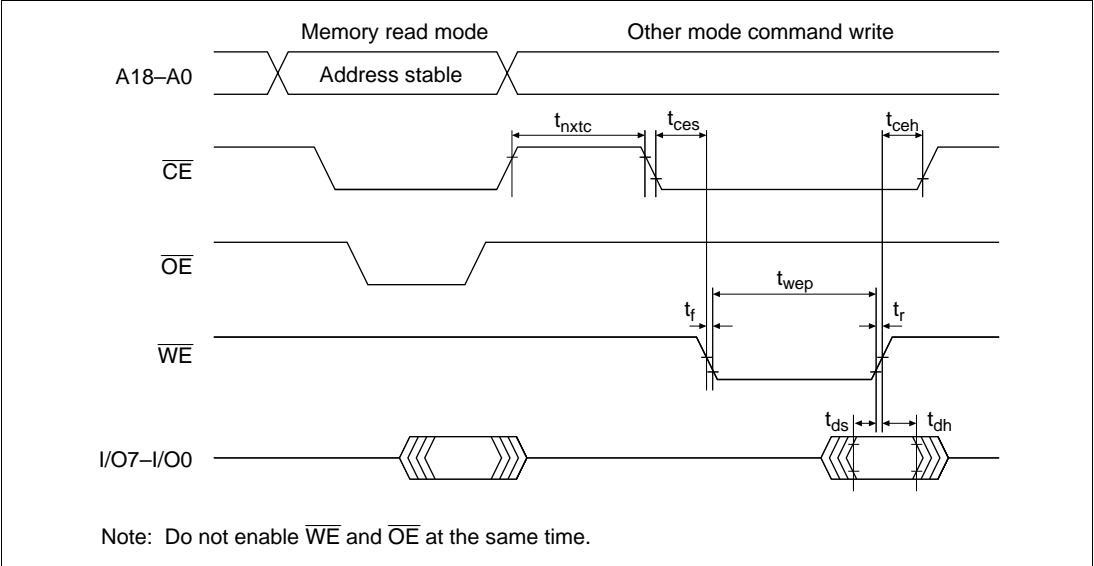 Memory read mode Other mode command write
A18–A0 Address stable
tnxtc tces tceh
CE
OE
twep
tf tr
WE
tds tdh
I/O7–I/O0
Note: Do not enable WE and OE at the same time.